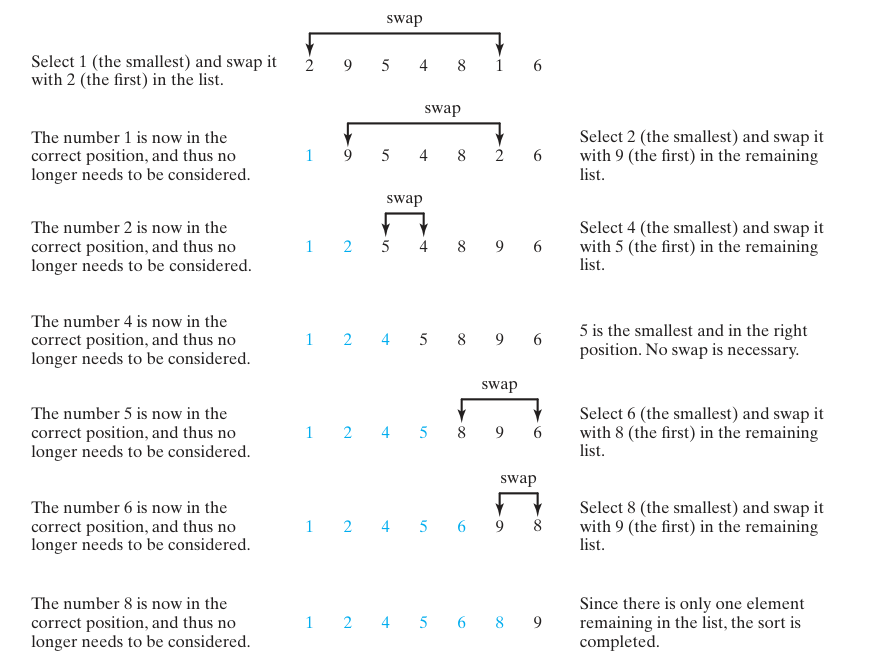 swap
Select 1 (the smallest) and swap it
with 2 (the first) in the list.
2 9 5 4 8 1 6
swap
The number 1 is now in the
correct position, and thus no
longer needs to be considered.
1 9 5 4 8 2 6
Select 2 (the smallest) and swap it
with 9 (the first) in the remaining
list.
swap
The number 2 is now in the
correct position, and thus no
longer needs to be considered.
1 2 5 4 8 9 6
Select 4 (the smallest) and swap it
with 5 (the first) in the remaining
list.
The number 4 is now in the
correct position, and thus no
longer needs to be considered.
1 2 4 5 8 9 6
5 is the smallest and in the right
position. No swap is necessary.
swap
The number 5 is now in the
correct position, and thus no
longer needs to be considered.
1 2 4 5 8 9 6
Select 6 (the smallest) and swap it
with 8 (the first) in the remaining
list.
swap
The number 6 is now in the
correct position, and thus no
longer needs to be considered.
1 2 4 5 6 9 8
Select 8 (the smallest) and swap it
with 9 (the first) in the remaining
list.
The number 8 is now in the
correct position, and thus no
longer needs to be considered.
1 2 4 5 6 8 9
Since there is only one element
remaining in the list, the sort is
completed.